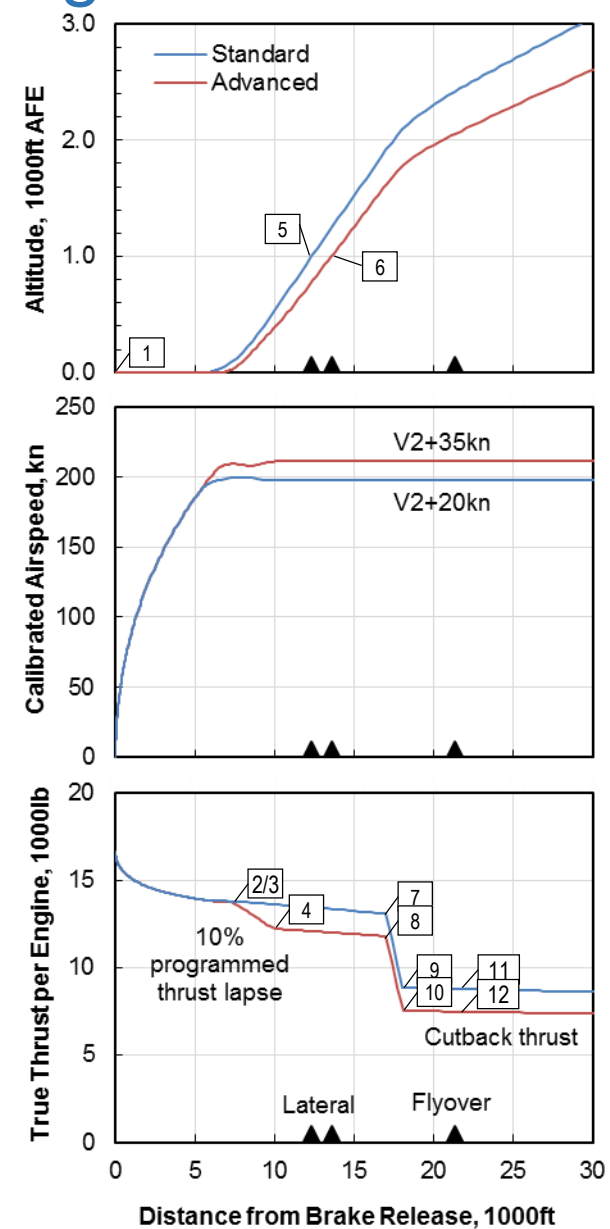 g
3.0
Standard
Advanced
2.0
5
1.0
6
1
0.0
Altitude, 1000ft AFE
250
V2+35kn
200
V2+20kn
150
100
50
0
Calibrated Airspeed, kn
20
15
2/3
4
7
8
10%
programmed
thrust lapse
10
9
11
10
12
Cutback thrust
5
Lateral
Flyover
0
True Thrust per Engine, 1000lb
0 5 10 15 20 25 30
Distance from Brake Release, 1000ft